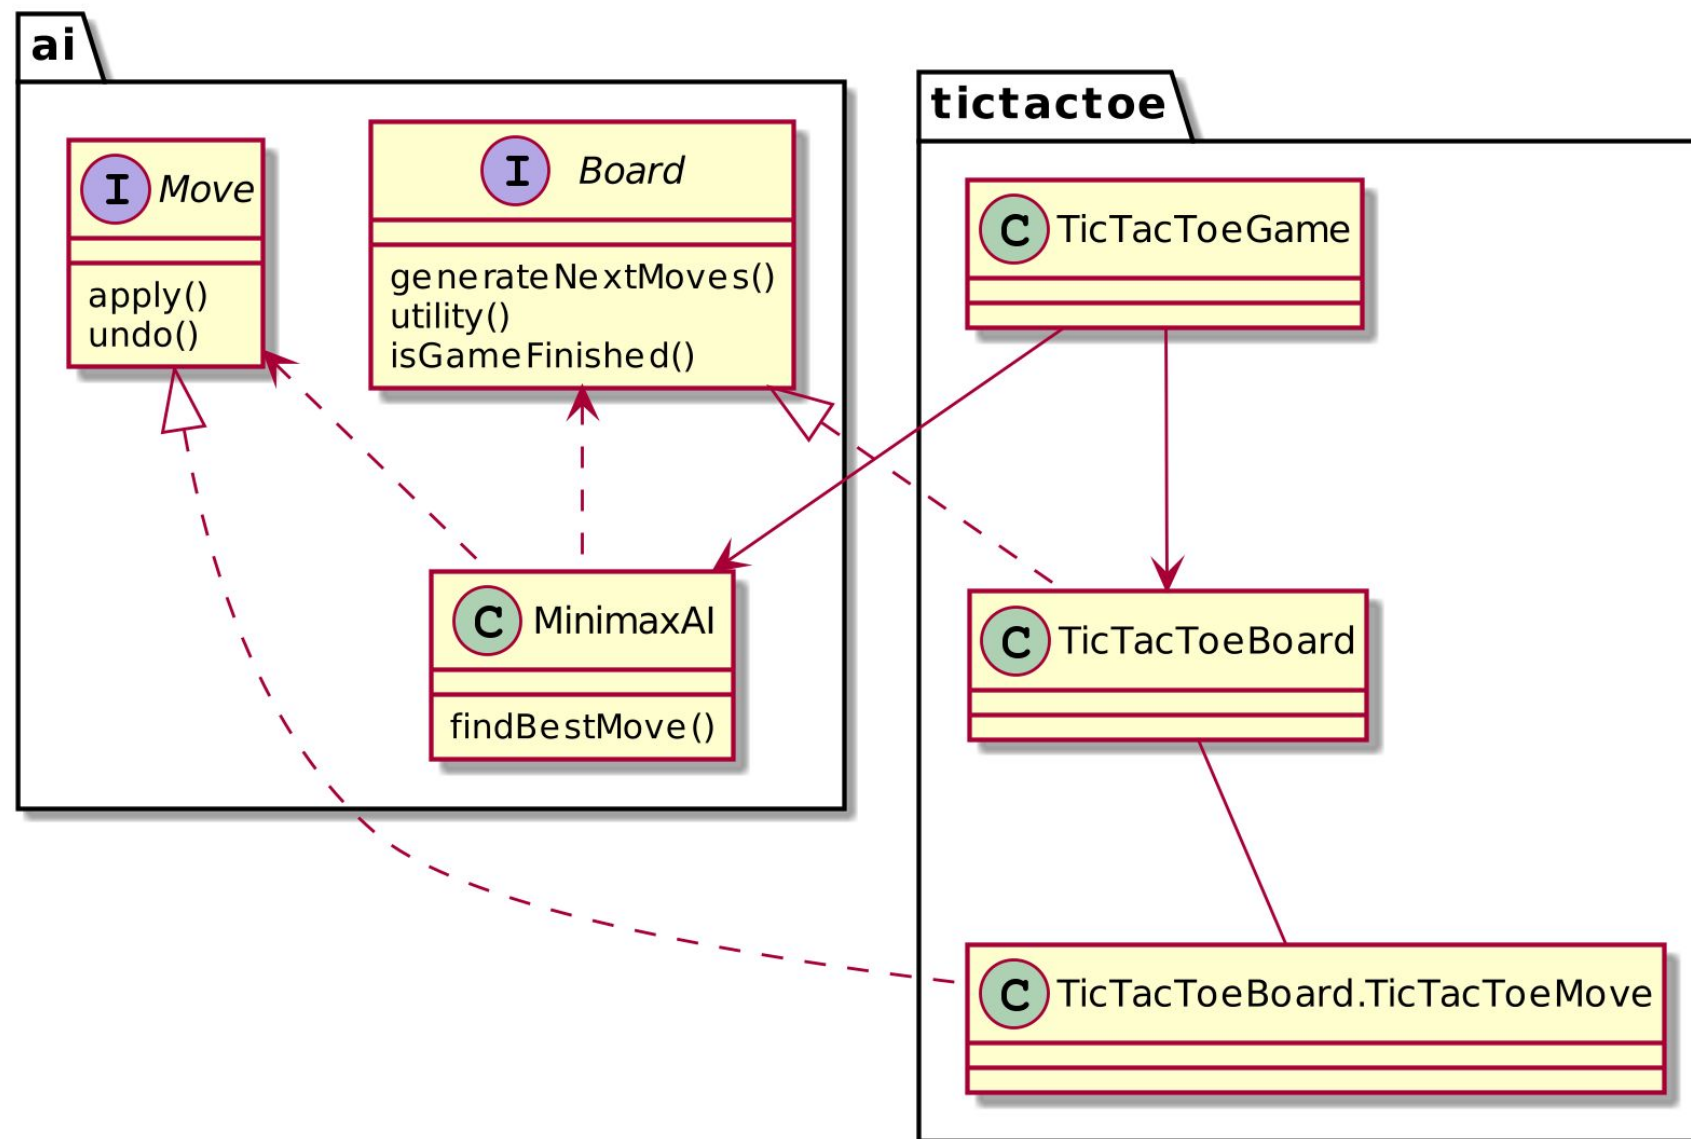 ai
I Move
apply()
undo()
I Board
generateNextMoves()
utility()
isGameFinished()
C MinimaxAI
findBestMove()
tictactoe
C TicTacToeGame
C TicTacToeBoard
C TicTacToeBoard.TicTacToeMove